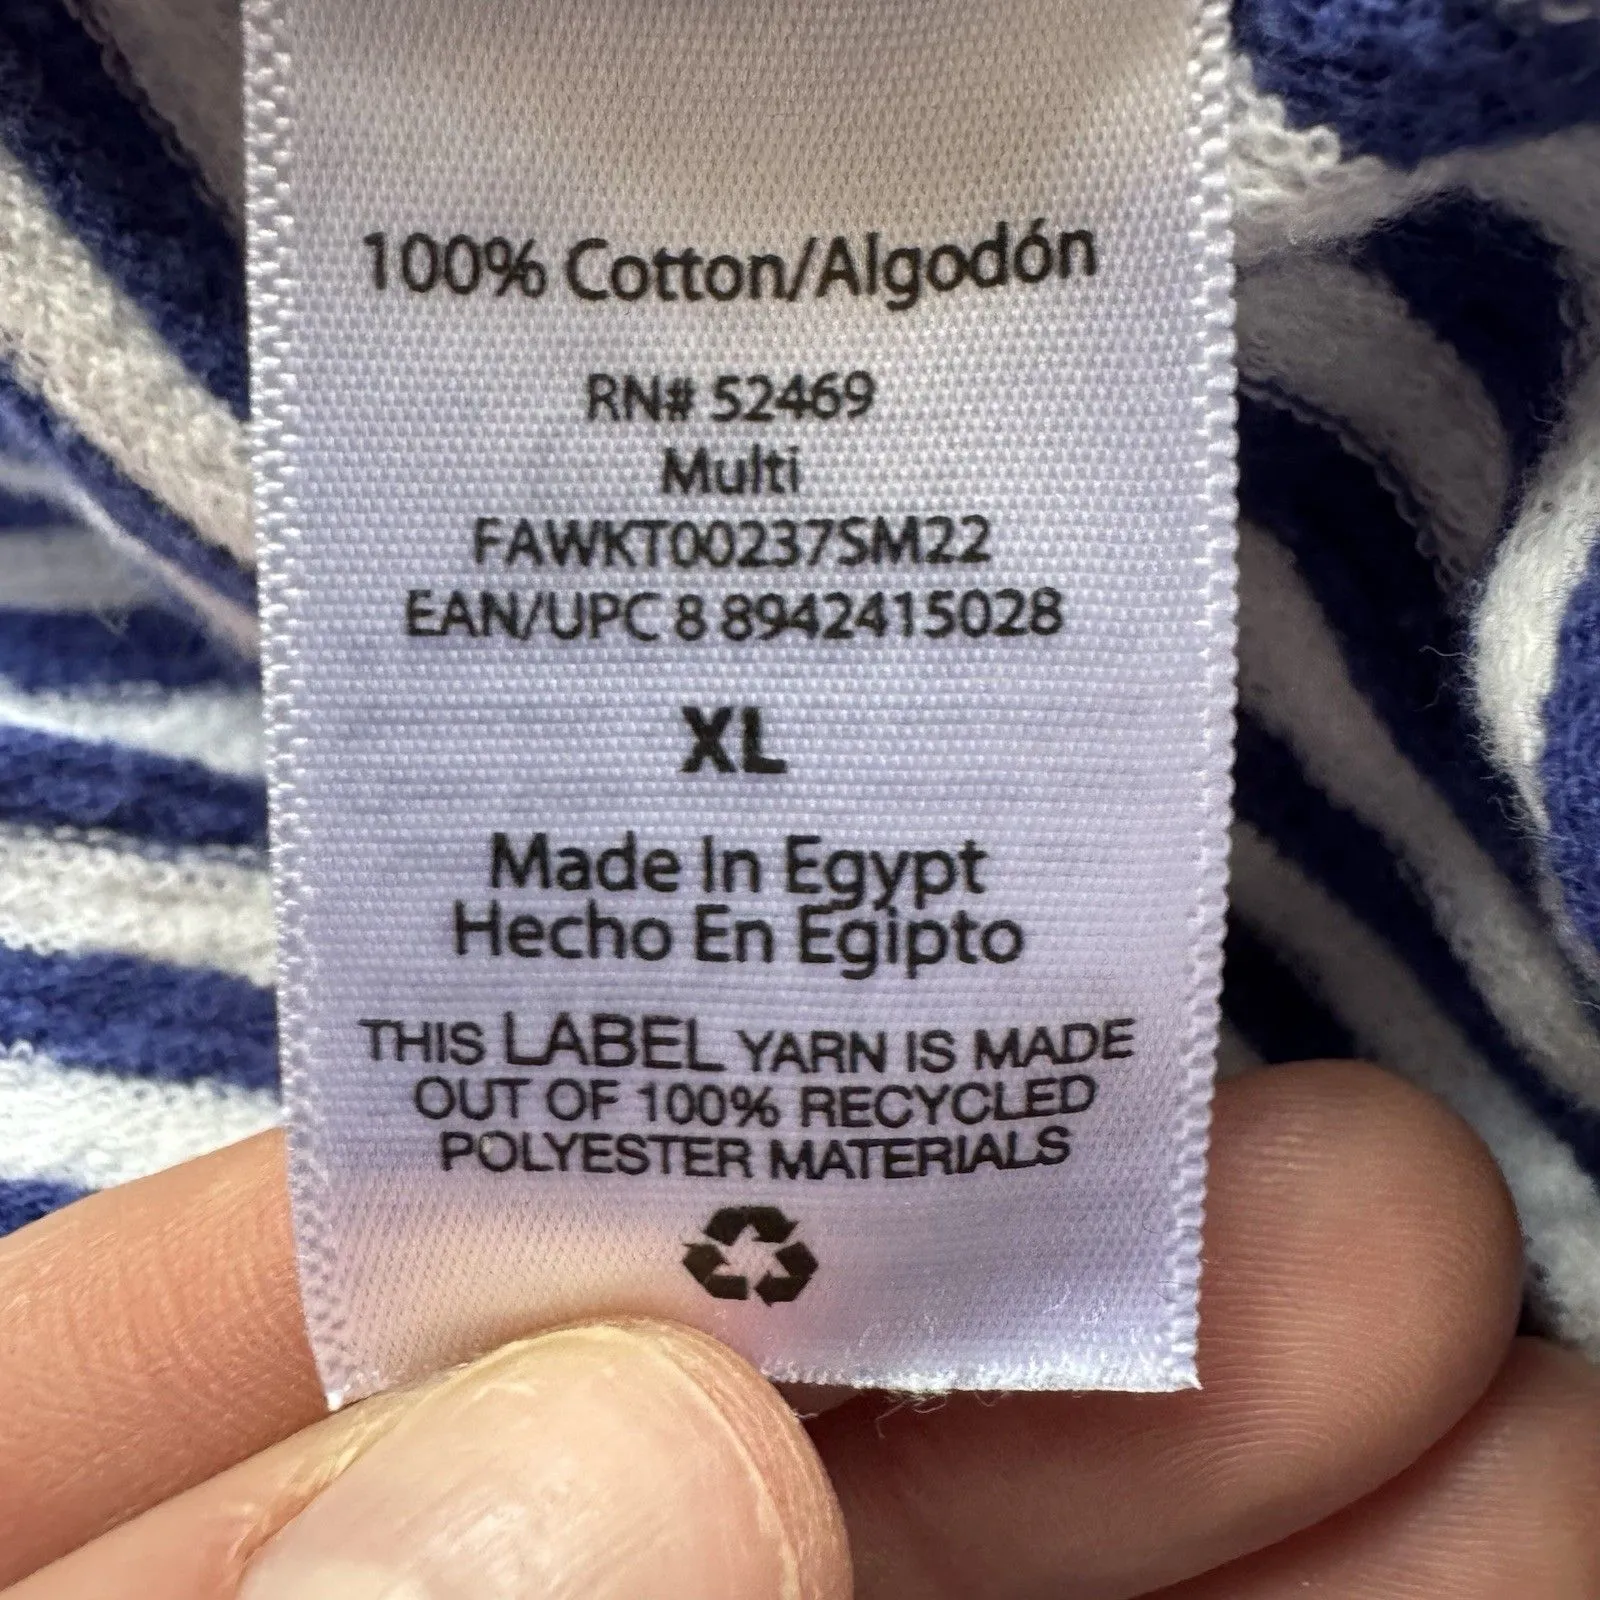 100% Cotton/Algodón
RN# 52469
Multi
FAWKT00237SM22
EAN/UPC 8 8942415028
XL
Made In Egypt
Hecho En Egipto
THIS LABEL YARN IS MADE
OUT OF 100% RECYCLED
POLYESTER MATERIALS